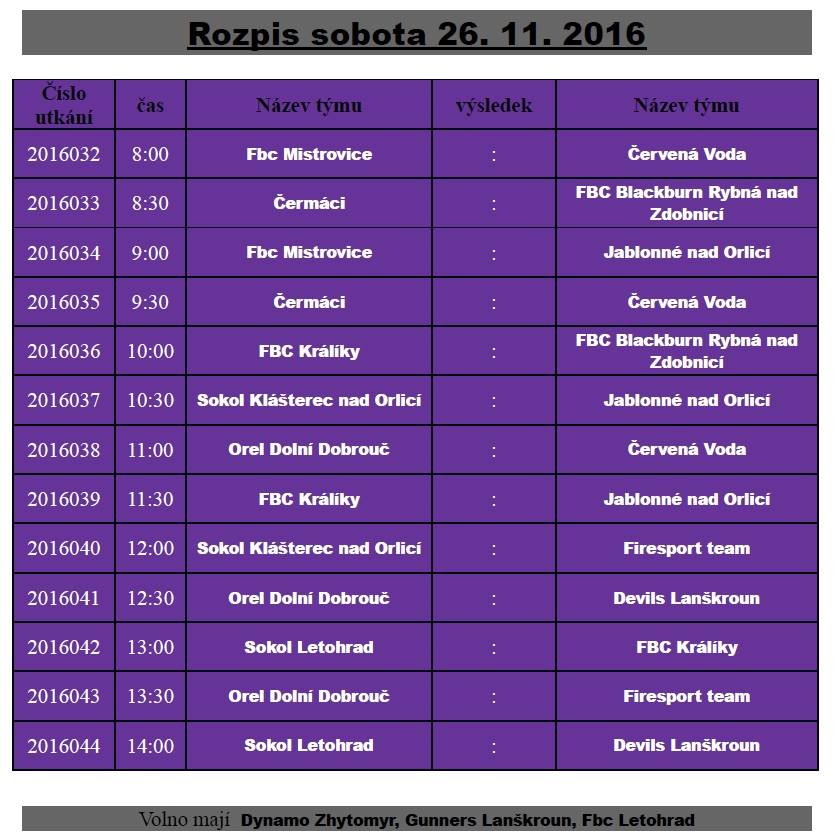 Rozpis sobota 26. 11. 2016
Číslo utkání čas Název týmu výsledek Název týmu
2016032 8:00 Fbc Mistrovice : Červená Voda
2016033 8:30 Čermáci : FBC Blackburn Rybná nad Zdobnicí
2016034 9:00 Fbc Mistrovice : Jablonné nad Orlicí
2016035 9:30 Čermáci : Červená Voda
2016036 10:00 FBC Králíky : FBC Blackburn Rybná nad Zdobnicí
2016037 10:30 Sokol Klášterec nad Orlicí : Jablonné nad Orlicí
2016038 11:00 Orel Dolní Dobrouč : Červená Voda
2016039 11:30 FBC Králíky : Jablonné nad Orlicí
2016040 12:00 Sokol Klášterec nad Orlicí : Firesport team
2016041 12:30 Orel Dolní Dobrouč : Devils Lanškroun
2016042 13:00 Sokol Letohrad : FBC Králíky
2016043 13:30 Orel Dolní Dobrouč : Firesport team
2016044 14:00 Sokol Letohrad : Devils Lanškroun
Volno mají Dynamo Zhytomyr, Gunners Lanškroun, Fbc Letohrad